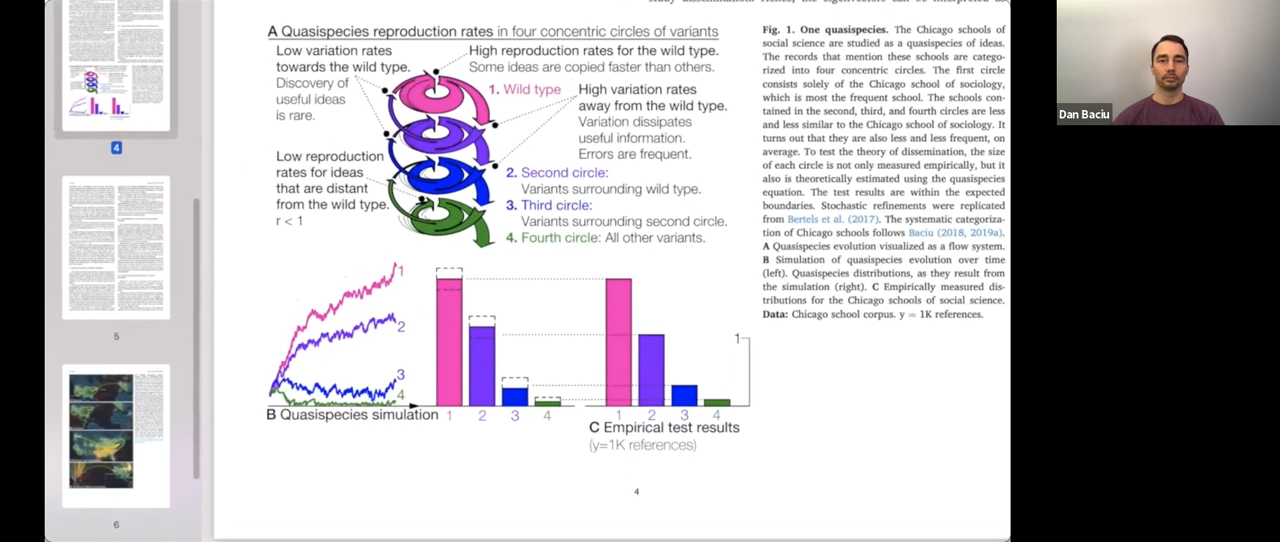 A Quasispecies reproduction rates in four concentric circles of variants
Low variation rates
towards the wild type.
Discovery of
useful ideas
is rare.
High reproduction rates for the wild type.
Some ideas are copied faster than others.
1. Wild type
High variation rates
away from the wild type.
Variation dissipates
useful information.
Errors are frequent.
Low reproduction
rates for ideas
that are distant
from the wild type.
r < 1
2. Second circle:
Variants surrounding wild type.
3. Third circle:
Variants surrounding second circle.
4. Fourth circle: All other variants.
1
2
3
4
B Quasispecies simulation
1 2 3 4
1
1 2 3 4
C Empirical test results
(y=1K references)
Fig. 1. One quasispecies. The Chicago schools of
social science are studied as a quasispecies of ideas.
The records that mention these schools are catego-
rized into four concentric circles. The first circle
consists solely of the Chicago school of sociology,
which is most the frequent school. The schools con-
tained in the second, third, and fourth circles are less
and less similar to the Chicago school of sociology. It
turns out that they are also less and less frequent, on
average. To test the theory of dissemination, the size
of each circle is not only measured empirically, but it
also is theoretically estimated using the quasispecies
equation. The test results are within the expected
boundaries. Stochastic refinements were replicated
from Bertels et al. (2017). The systematic categoriza-
tion of Chicago schools follows Baciu (2018, 2019a).
A Quasispecies evolution visualized as a flow system.
B Simulation of quasispecies evolution over time
(left). Quasispecies distributions, as they result from
the simulation (right). C Empirically measured dis-
tributions for the Chicago schools of social science.
Data: Chicago school corpus. y = 1K references.
4
4
5
6
Dan Baciu